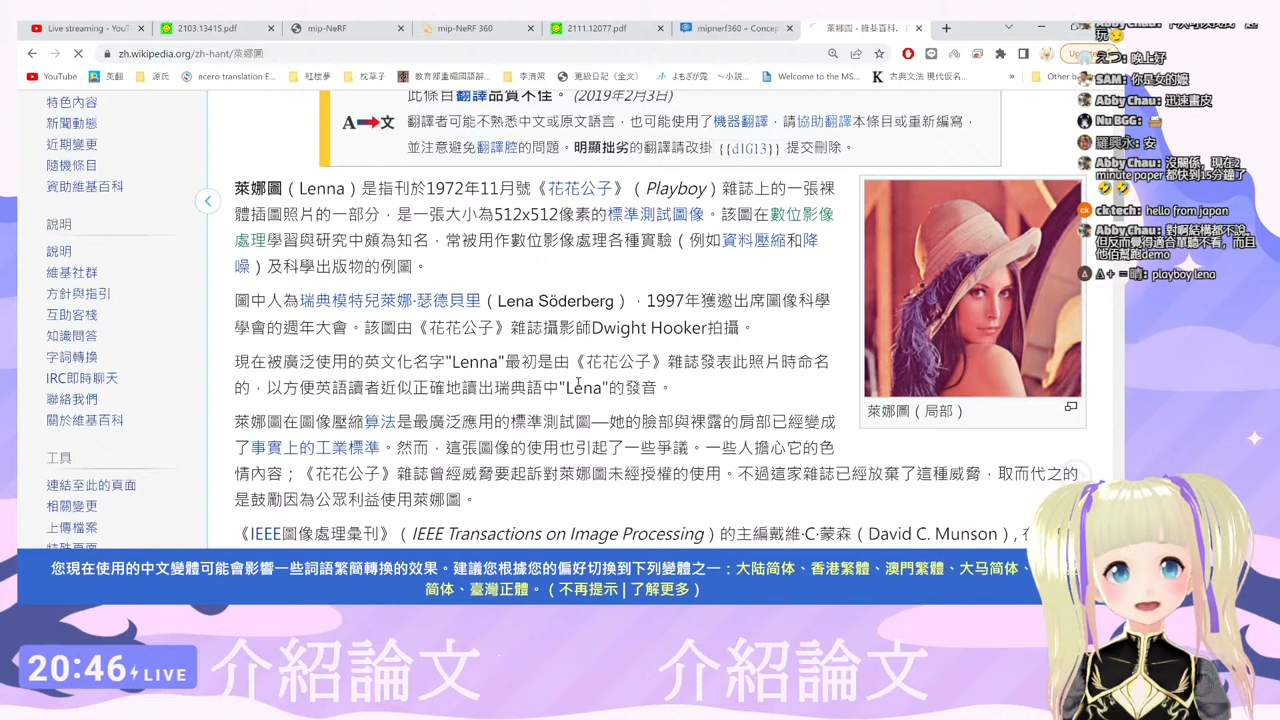 Live streaming - YouTube
2103.13415.pdf
mip-NeRF
mip-NeRF 360
2111.12077.pdf
mipnerf360 – Concep
萊娜圖 - 維基百科,
zh.wikipedia.org/zh-hant/萊娜圖
YouTube
英翻
源氏
ecero translation E...
紅樓夢
枕草子
教育部重編國語辭...
李清照
更級日記（全文）
よもぎが露 ～小説...
Welcome to the MS...
古典文法 現代仮名...
»
特色內容
新聞動態
近期變更
隨機條目
資助維基百科
說明
說明
維基社群
方針與指引
互助客棧
知識問答
字詞轉換
IRC即時聊天
聯絡我們
關於維基百科
工具
連結至此的頁面
相關變更
上傳檔案
特殊頁面
此條目翻譯品質不佳。 (2019年2月3日)
A➡文
翻譯者可能不熟悉中文或原文語言，也可能使用了機器翻譯，請協助翻譯本條目或重新編寫，
並注意避免翻譯腔的問題。明顯拙劣的翻譯請改掛 {{d|G13}} 提交刪除。
萊娜圖（Lenna）是指刊於1972年11月號《花花公子》（Playboy）雜誌上的一張裸
體插圖照片的一部分，是一張大小為512x512像素的標準測試圖像。該圖在數位影像
處理學習與研究中頗為知名，常被用作數位影像處理各種實驗（例如資料壓縮和降
噪）及科學出版物的例圖。
圖中人為瑞典模特兒萊娜·瑟德貝里（Lena Söderberg），1997年獲邀出席圖像科學
學會的週年大會。該圖由《花花公子》雜誌攝影師Dwight Hooker拍攝。
現在被廣泛使用的英文化名字"Lenna"最初是由《花花公子》雜誌發表此照片時命名
的，以方便英語讀者近似正確地讀出瑞典語中"Lena"的發音。
萊娜圖在圖像壓縮算法是最廣泛應用的標準測試圖—她的臉部與裸露的肩部已經變成
了事實上的工業標準。然而，這張圖像的使用也引起了一些爭議。一些人擔心它的色
情內容；《花花公子》雜誌曾經威脅要起訴對萊娜圖未經授權的使用。不過這家雜誌已經放棄了這種威脅，取而代之的
是鼓勵因為公眾利益使用萊娜圖。
《IEEE圖像處理彙刊》（IEEE Transactions on Image Processing）的主編戴維·C·蒙森（David C. Munson），在
萊娜圖（局部）
您現在使用的中文變體可能會影響一些詞語繁簡轉換的效果。建議您根據您的偏好切換到下列變體之一：大陆简体、香港繁體、澳門繁體、大马简体、
简体、臺灣正體。（不再提示 | 了解更多）
玩
えつ: 晚上好
SAM: 你是女的嬤
Abby Chau: 迅速畫皮
Nu BGG:
羅興永: 女
Abby Chau: 沒關係，現在2
minute paper 都快到15分鐘了
ck tech: hello from japan
Abby Chau: 對啊結構都不說，
但反而覺得適合單聽不看，而且
他佰幫跑demo
Δ + = 晴: playboy lena
20:46 LIVE
介紹論文
介紹論文